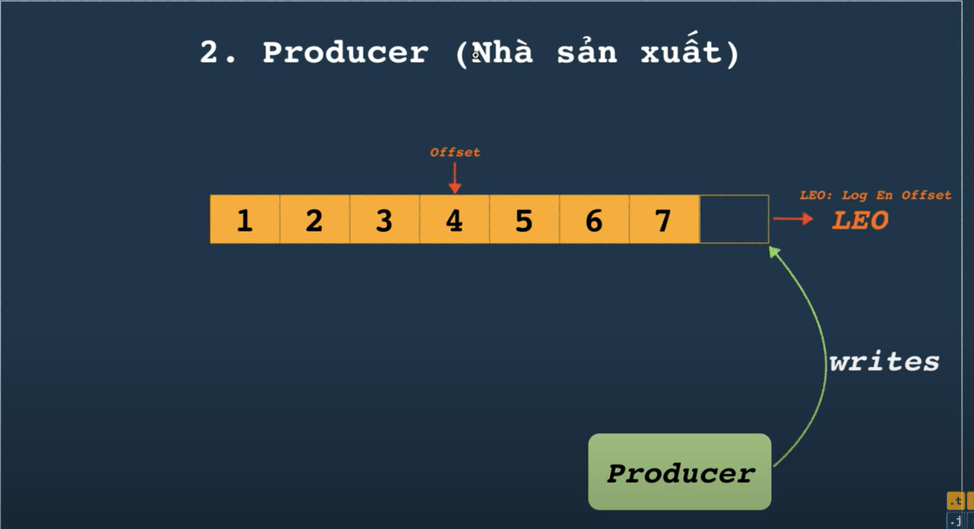 2. Producer (Nhà sản xuất)
Offset
LEO: Log En Offset
1 2 3 4 5 6 7
LEO
writes
Producer
.t
.j